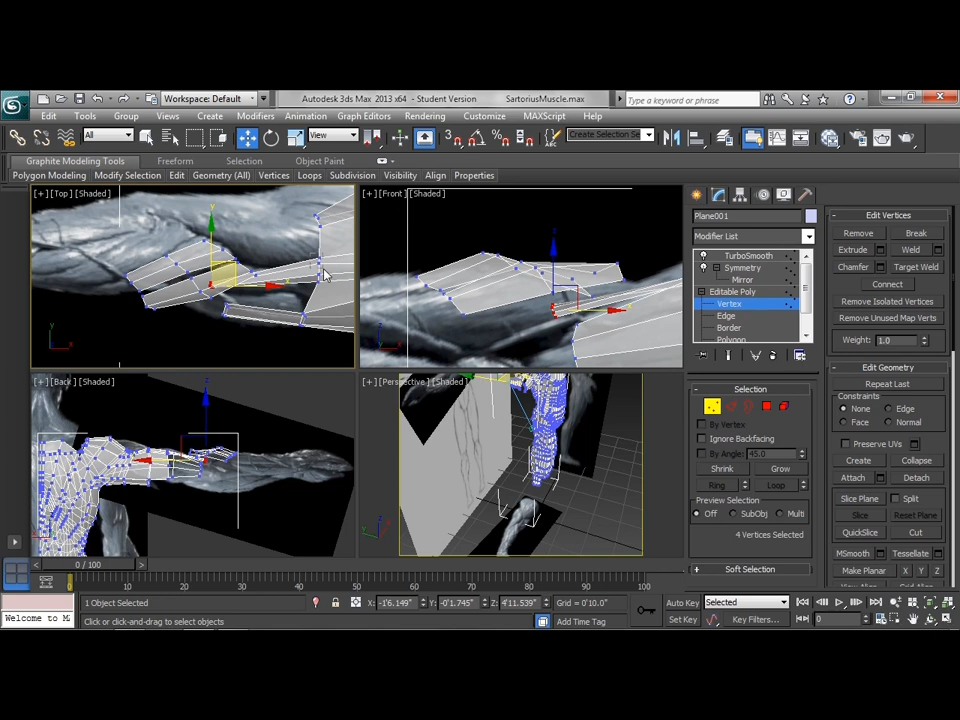 Workspace: Default
Autodesk 3ds Max 2013 x64 - Student Version SartoriusMuscle.max
Type a keyword or phrase
Edit Tools Group Views Create Modifiers Animation Graph Editors Rendering Customize MAXScript Help
All View Create Selection Se
Graphite Modeling Tools Freeform Selection Object Paint
Polygon Modeling Modify Selection Edit Geometry (All) Vertices Loops Subdivision Visibility Align Properties
[+][Top][Shaded]
[+][Front][Shaded]
[+][Back][Shaded]
[+][Perspective][Shaded]
Plane001
Modifier List
TurboSmooth
Symmetry
Mirror
Editable Poly
Vertex
Edge
Border
Polygon
Selection
By Vertex
Ignore Backfacing
By Angle: 45.0
Shrink Grow
Ring Loop
Preview Selection
Off SubObj Multi
4 Vertices Selected
Soft Selection
Edit Vertices
Remove Break
Extrude Weld
Chamfer Target Weld
Connect
Remove Isolated Vertices
Remove Unused Map Verts
Weight: 1.0
Edit Geometry
Repeat Last
Constraints
None Edge
Face Normal
Preserve UVs
Create Collapse
Attach Detach
Slice Plane Split
Slice Reset Plane
QuickSlice Cut
MSmooth Tessellate
Make Planar X Y Z
0 / 100
0 10 20 30 40 50 60 70 80 90 100
1 Object Selected X: -1'6.149" Y: -0'1.745" Z: 4'11.539" Grid = 0'10.0" Auto Key Selected
Welcome to M Click or click-and-drag to select objects Add Time Tag Set Key Key Filters... 0